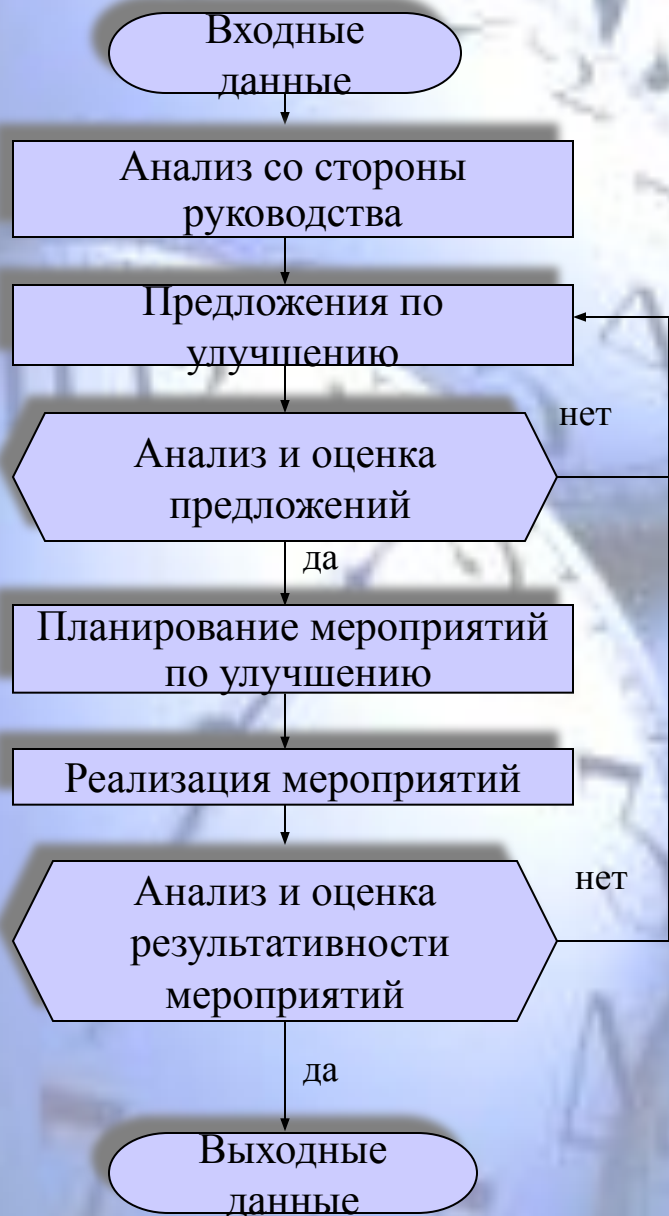 Входные
данные
Анализ со стороны
руководства
Предложения по
улучшению
нет
Анализ и оценка
предложений
да
Планирование мероприятий
по улучшению
Реализация мероприятий
нет
Анализ и оценка
результативности
мероприятий
да
Выходные
данные